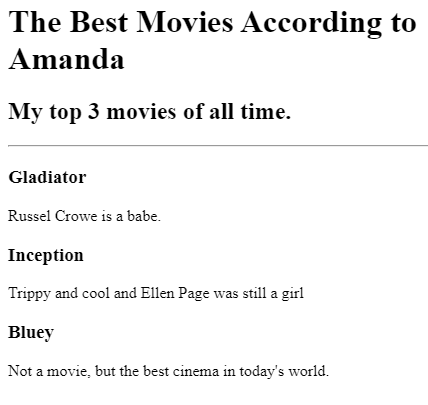 The Best Movies According to
Amanda
My top 3 movies of all time.
Gladiator
Russel Crowe is a babe.
Inception
Trippy and cool and Ellen Page was still a girl
Bluey
Not a movie, but the best cinema in today's world.